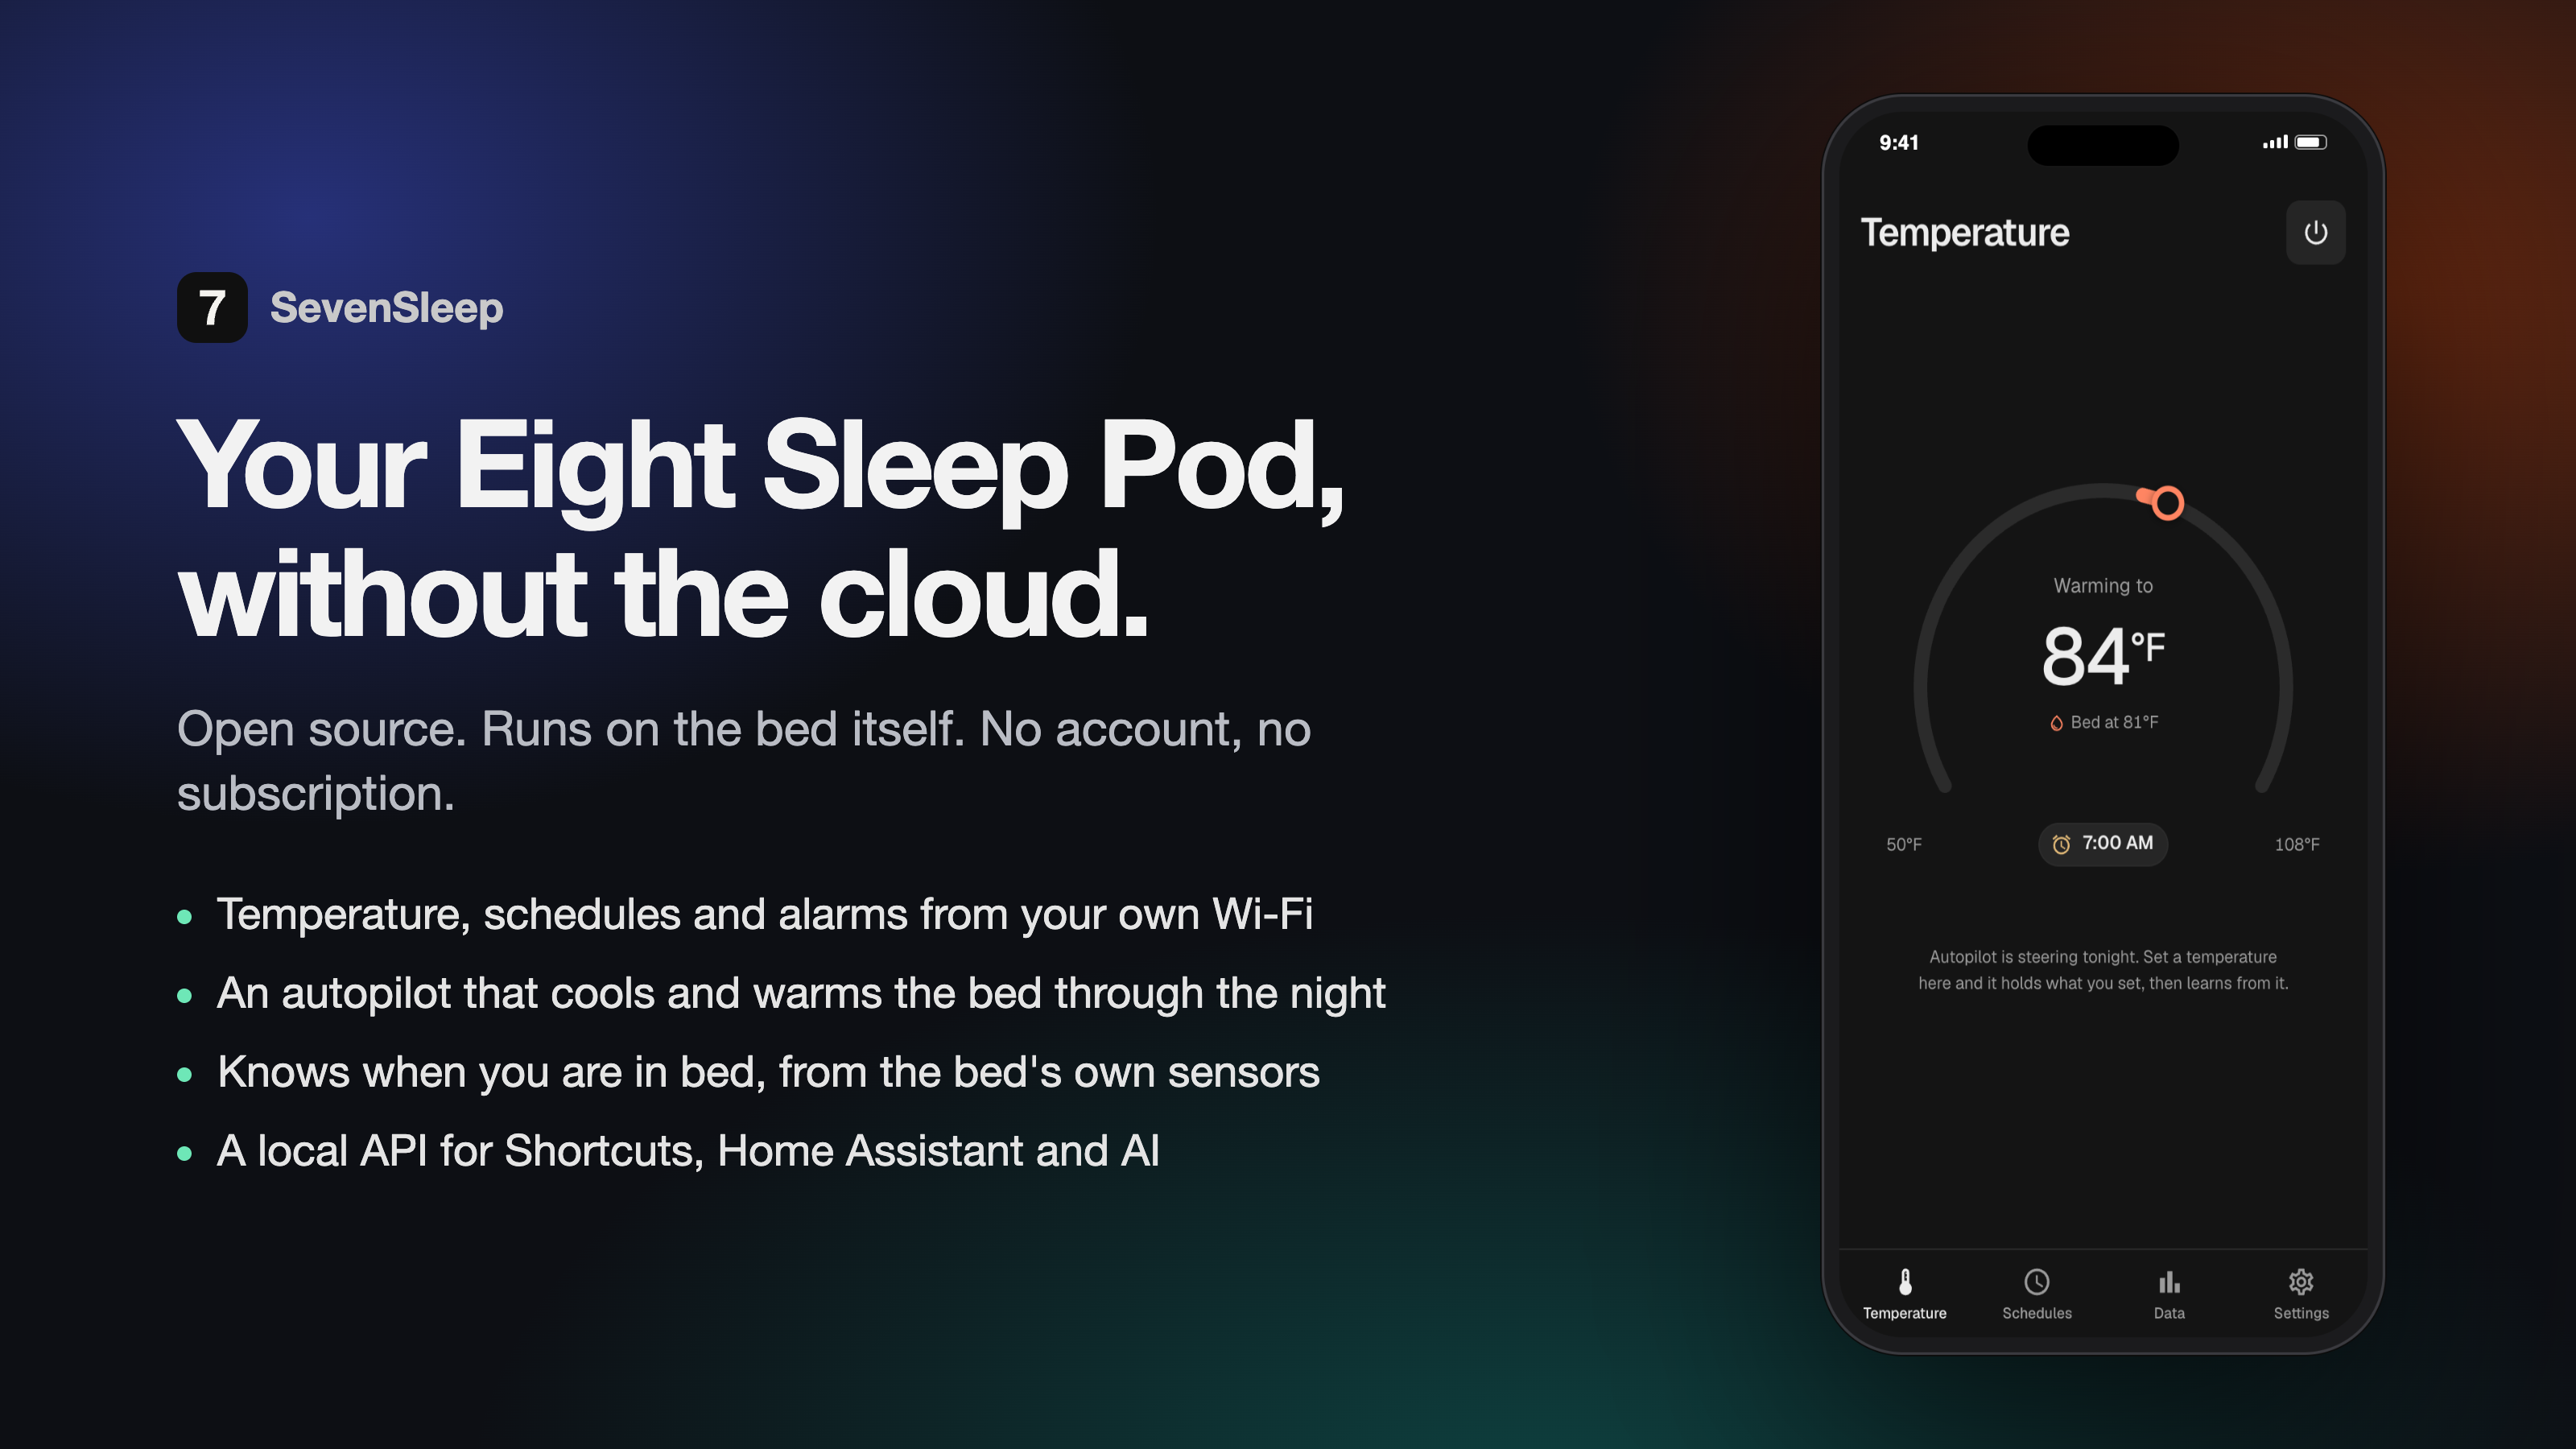 7 SevenSleep
Your Eight Sleep Pod,
without the cloud.
Open source. Runs on the bed itself. No account, no
subscription.
Temperature, schedules and alarms from your own Wi-Fi
An autopilot that cools and warms the bed through the night
Knows when you are in bed, from the bed's own sensors
A local API for Shortcuts, Home Assistant and AI
9:41
Temperature
Warming to
84°F
Bed at 81°F
50°F
7:00 AM
108°F
Autopilot is steering tonight. Set a temperature
here and it holds what you set, then learns from it.
Temperature
Schedules
Data
Settings